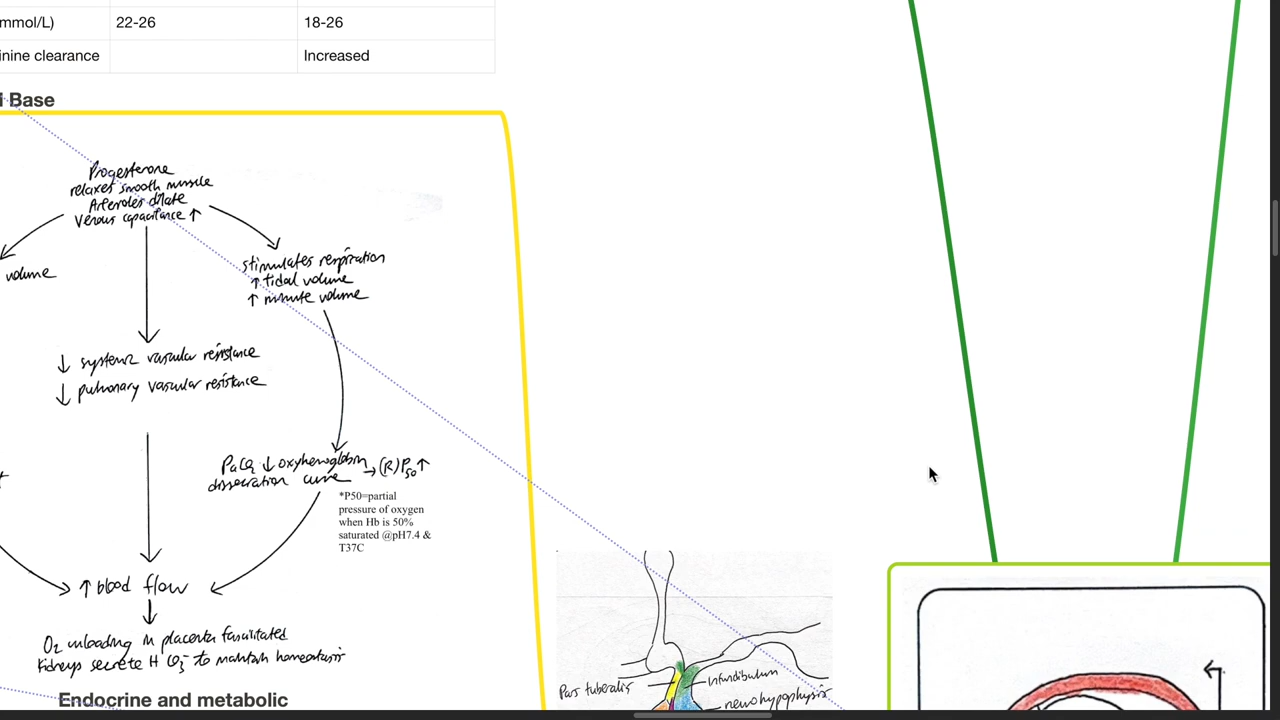 mmol/L) 22-26 18-26
inine clearance Increased
i Base
Progesterone
relaxes smooth muscle
Arterioles dilate
Venous capacitance ↑
volume
stimulates respiration
↑ tidal volume
↑ minute volume
↓ systemic vascular resistance
↓ pulmonary vascular resistance
PaCO₂ ↓ oxyhemoglobin → (R) P50 ↑
dissociation curve
*P50=partial
pressure of oxygen
when Hb is 50%
saturated @pH7.4 &
T37C
↑ blood flow
O₂ unloading in placenta facilitated
Kidneys secrete HCO₃⁻ to maintain homeostasis
Endocrine and metabolic
Pars tuberalis
infundibulum
neurohypophysis